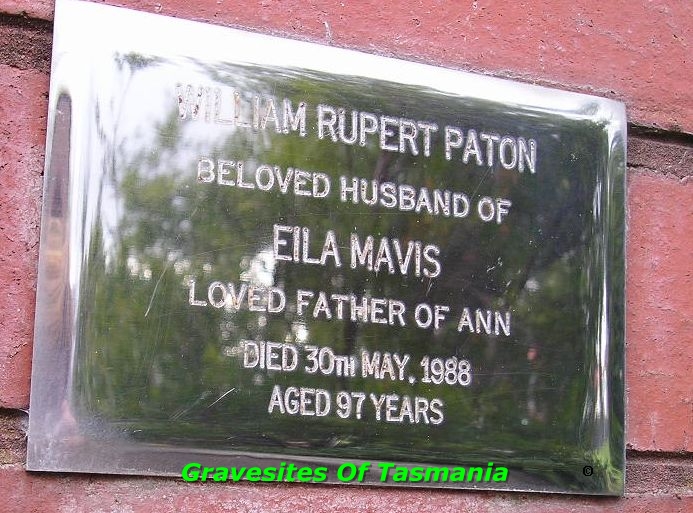 WILLIAM RUPERT PATON
BELOVED HUSBAND OF
EILA MAVIS
LOVED FATHER OF ANN
DIED 30TH MAY, 1988
AGED 97 YEARS
Gravesites Of Tasmania